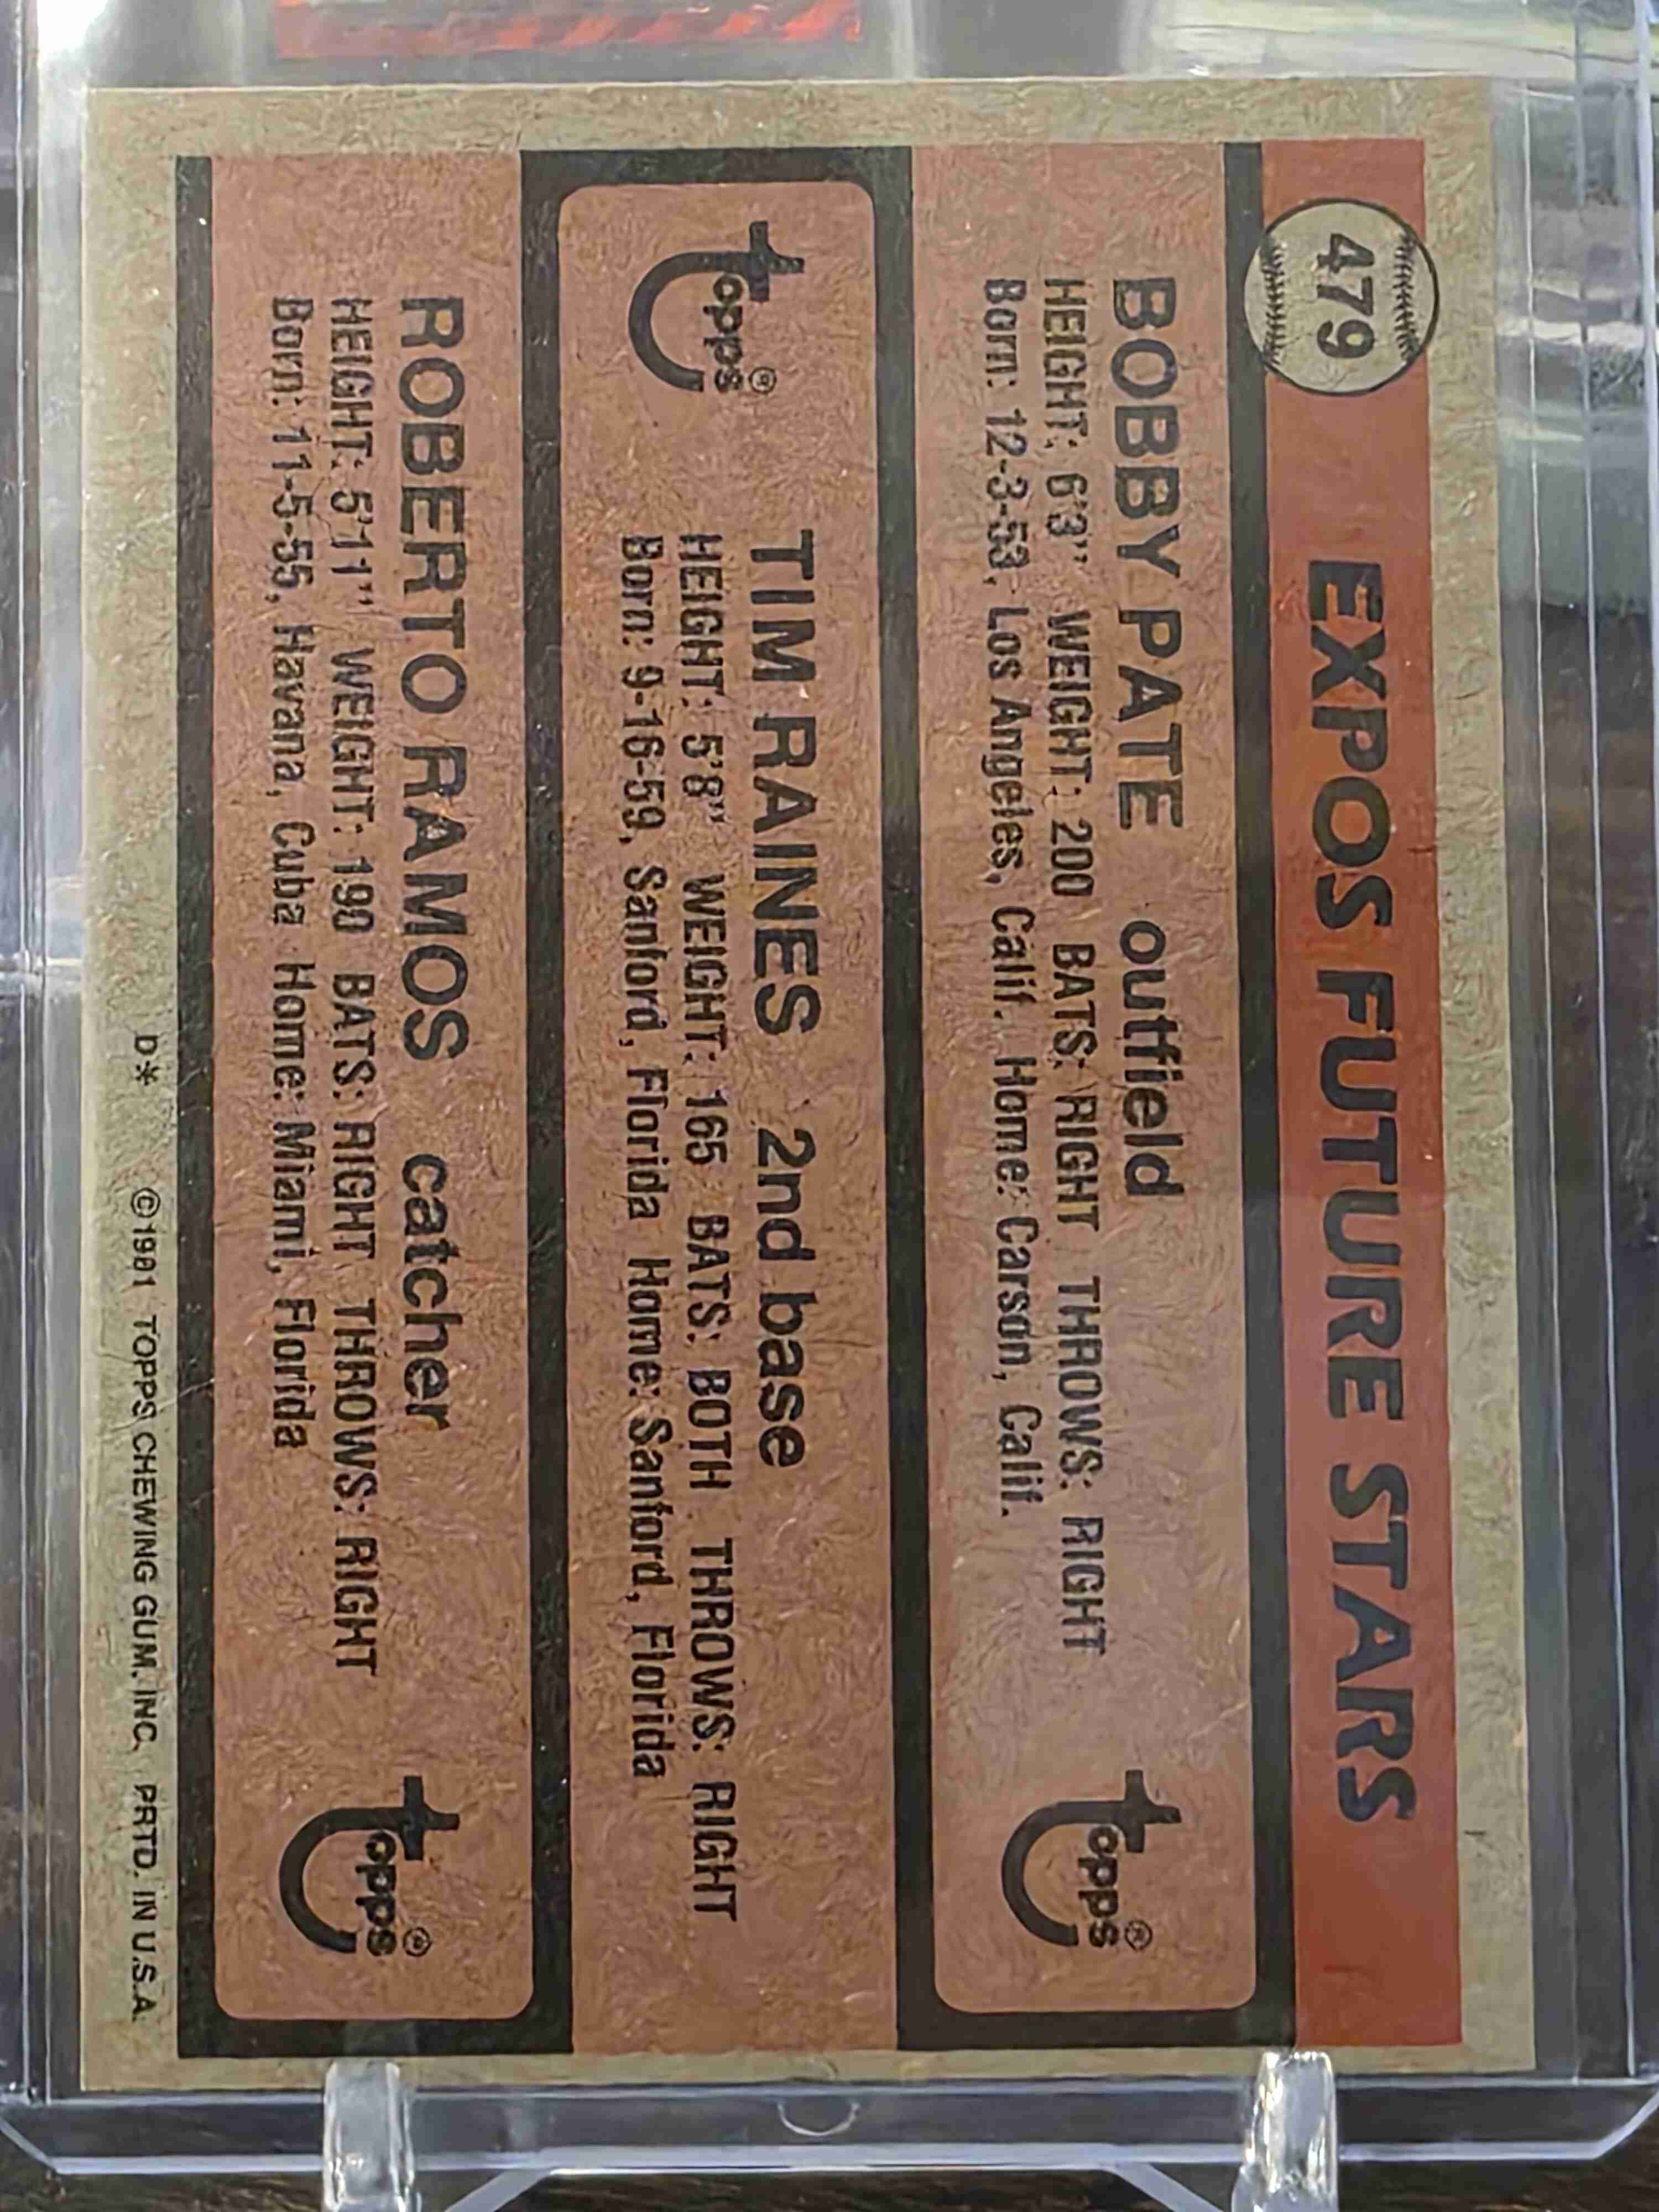 479 EXPOS FUTURE STARS
BOBBY PATE outfield
HEIGHT: 6'3" WEIGHT: 200 BATS: RIGHT THROWS: RIGHT
Born: 12-3-53, Los Angeles, Calif. Home: Carson, Calif.
topps®
TIM RAINES 2nd base
HEIGHT: 5'8" WEIGHT: 165 BATS: BOTH THROWS: RIGHT
Born: 9-16-59, Sanford, Florida Home: Sanford, Florida
topps®
ROBERTO RAMOS catcher
HEIGHT: 5'11" WEIGHT: 190 BATS: RIGHT THROWS: RIGHT
Born: 11-5-55, Havana, Cuba Home: Miami, Florida
topps®
D* ©1981 TOPPS CHEWING GUM, INC. PRTD. IN U.S.A.